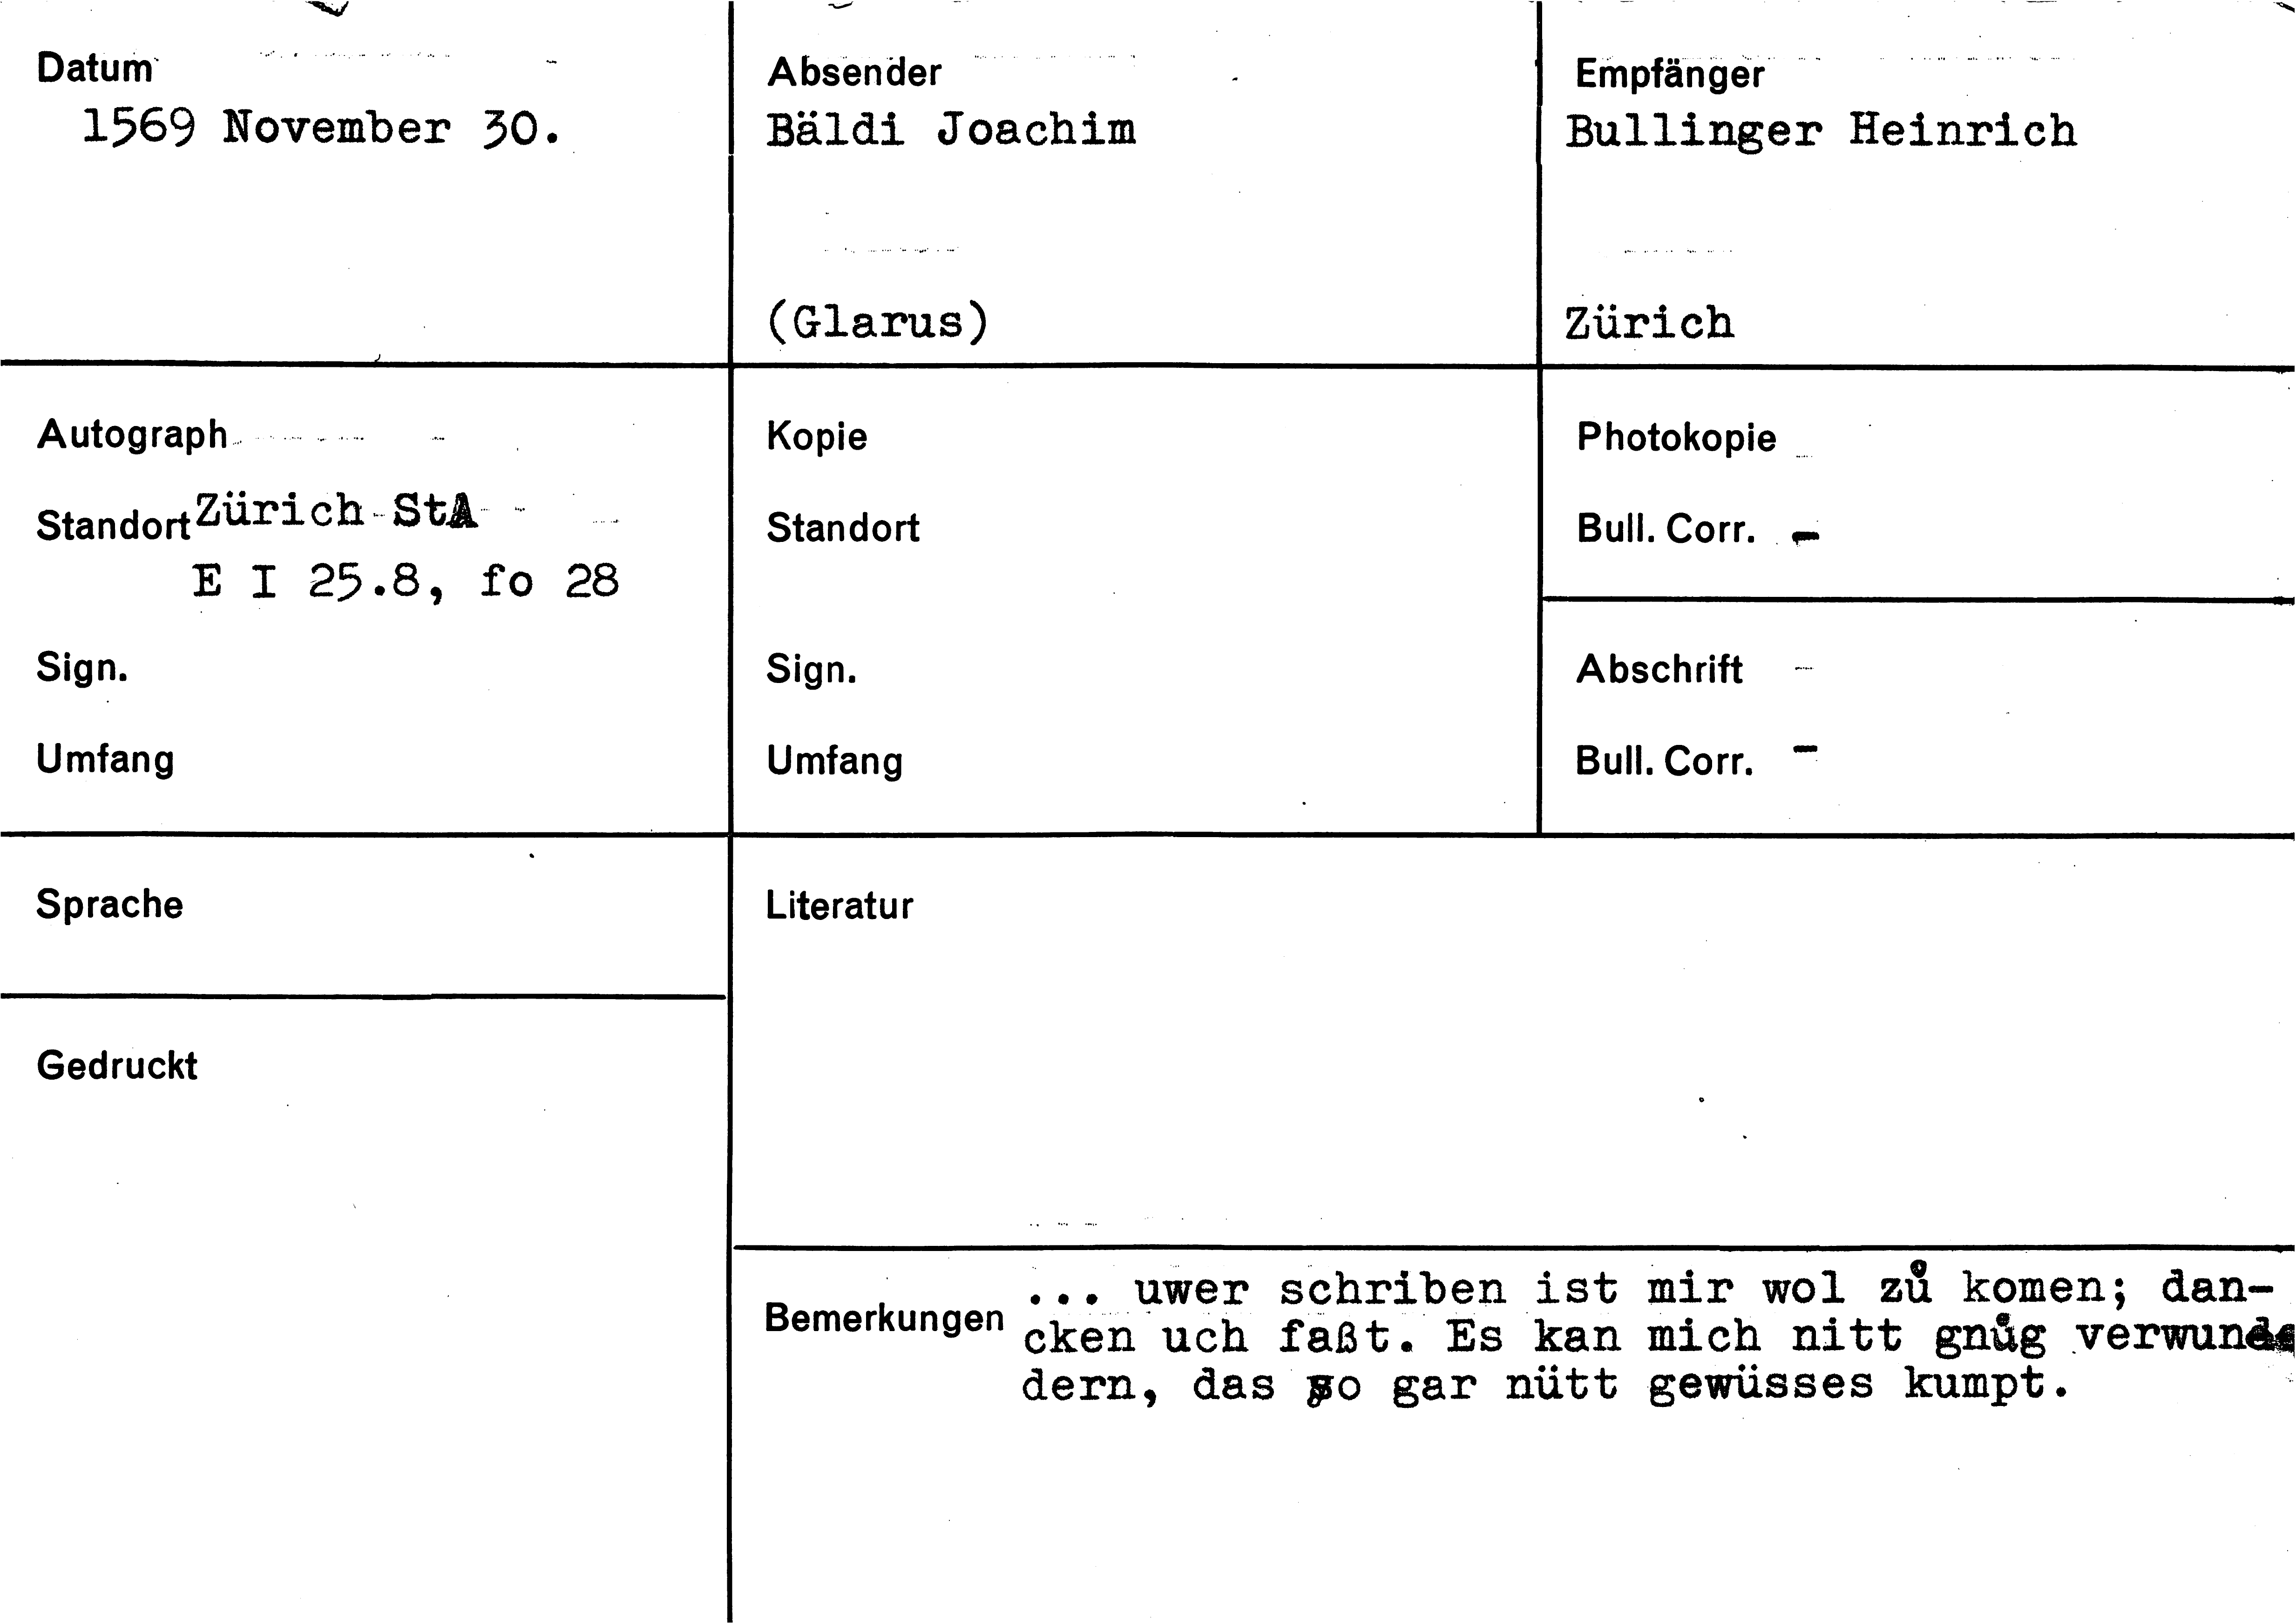 Datum
1569 November 30.
Absender
Bäldi Joachim
(Glarus)
Empfänger
Bullinger Heinrich
Zürich
Autograph
Standort Zürich StA
E I 25.8, fo 28
Sign.
Umfang
Kopie
Standort
Sign.
Umfang
Photokopie
Bull. Corr. -
Abschrift
Bull. Corr. -
Sprache
Gedruckt
Literatur
Bemerkungen ... uwer schriben ist mir wol zů komen; dan-
cken uch faßt. Es kan mich nitt gnůg verwun
dern, das so gar nütt gewüsses kumpt.